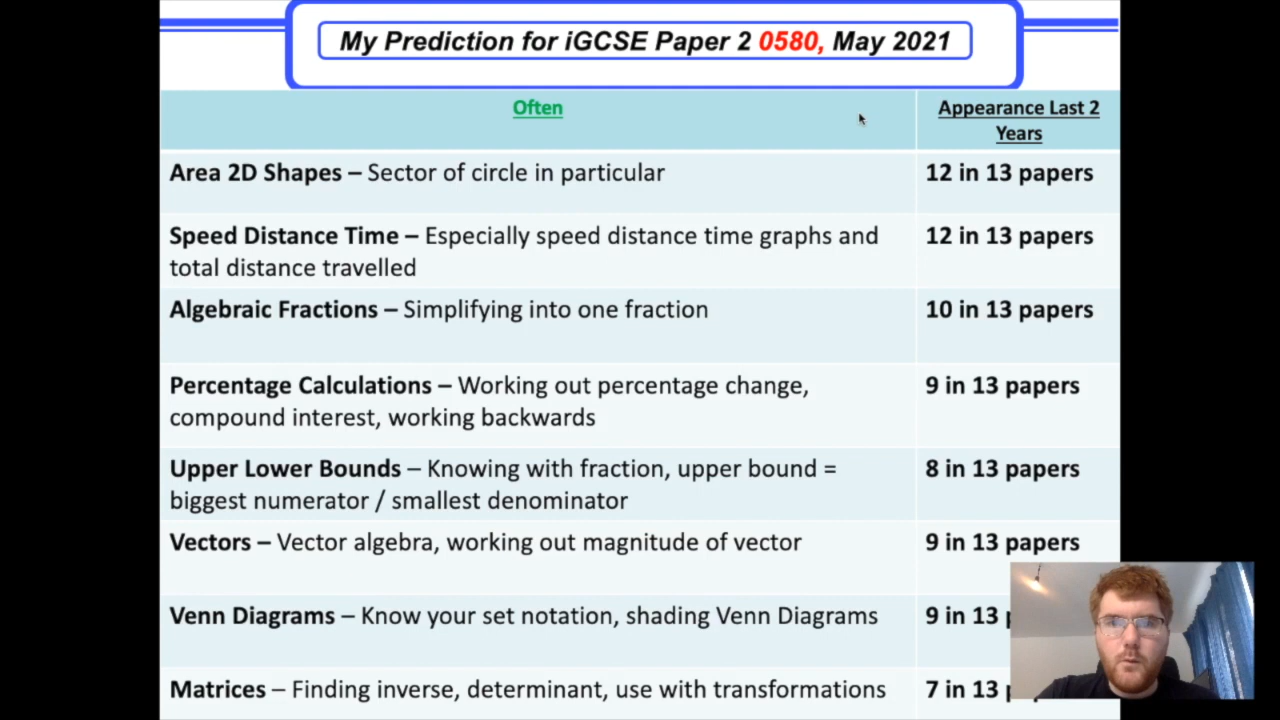 My Prediction for iGCSE Paper 2 0580, May 2021
Often
Appearance Last 2
Years
Area 2D Shapes – Sector of circle in particular
12 in 13 papers
Speed Distance Time – Especially speed distance time graphs and
total distance travelled
12 in 13 papers
Algebraic Fractions – Simplifying into one fraction
10 in 13 papers
Percentage Calculations – Working out percentage change,
compound interest, working backwards
9 in 13 papers
Upper Lower Bounds – Knowing with fraction, upper bound =
biggest numerator / smallest denominator
8 in 13 papers
Vectors – Vector algebra, working out magnitude of vector
9 in 13 papers
Venn Diagrams – Know your set notation, shading Venn Diagrams
9 in 13
Matrices – Finding inverse, determinant, use with transformations
7 in 13